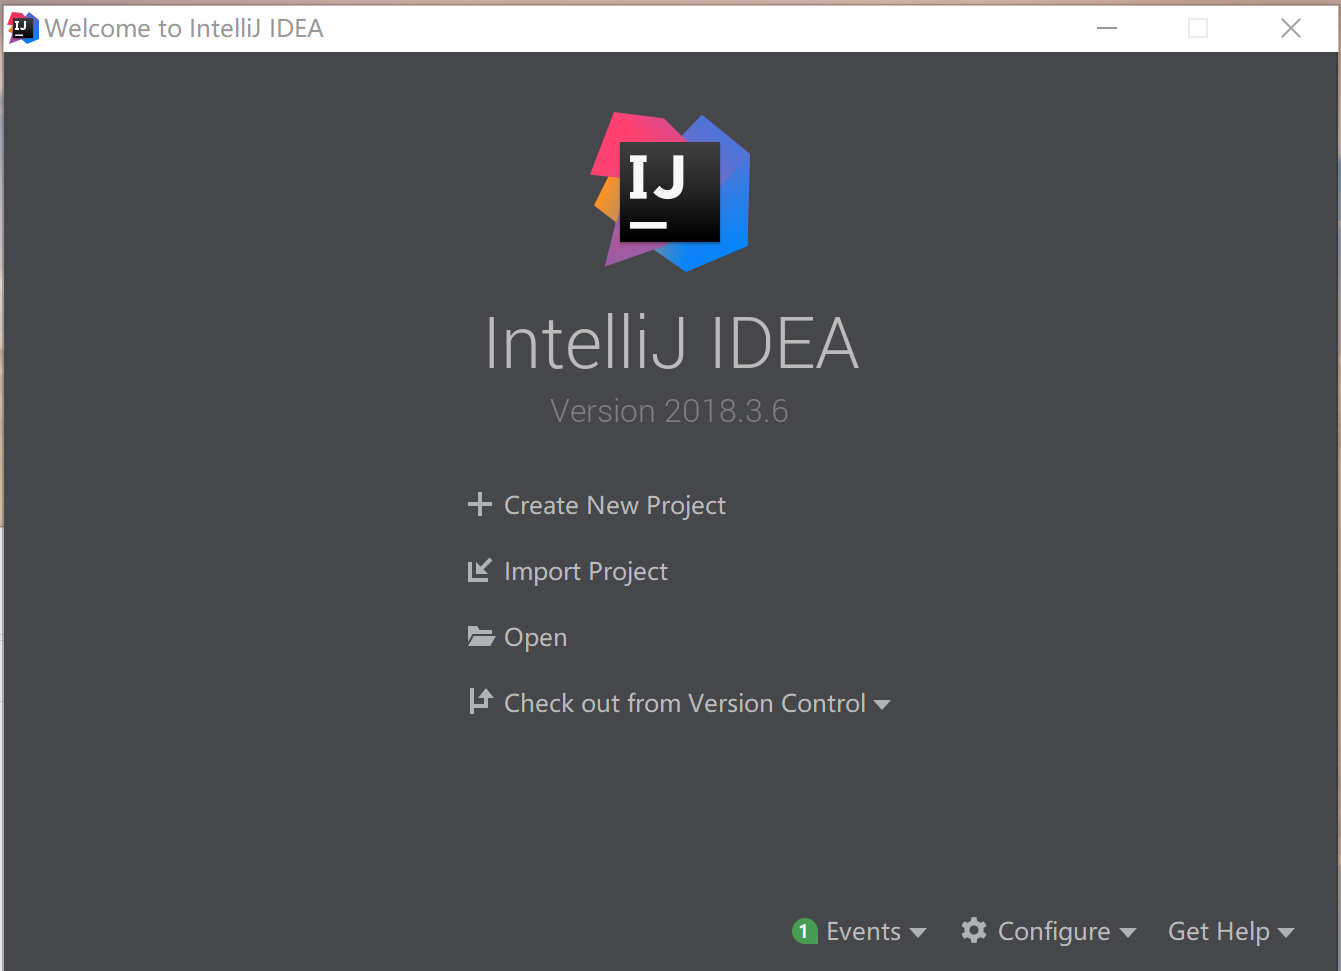 Welcome to IntelliJ IDEA
IJ
IntelliJ IDEA
Version 2018.3.6
Create New Project
Import Project
Open
Check out from Version Control
1 Events Configure Get Help